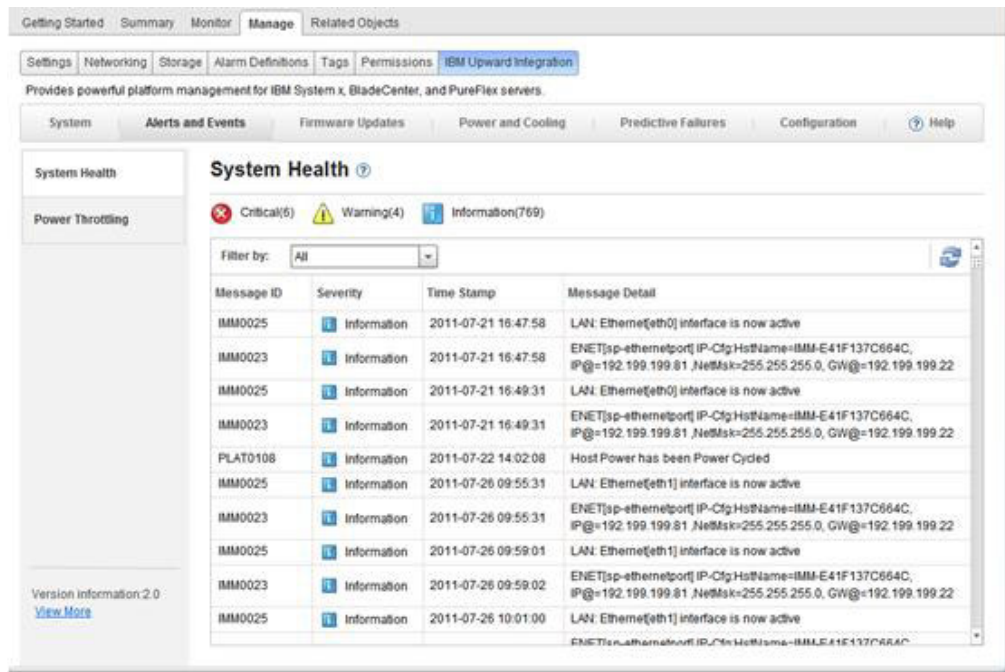 Getting Started Summary Monitor Manage Related Objects
Settings Networking Storage Alarm Definitions Tags Permissions IBM Upward Integration
Provides powerful platform management for IBM System x, BladeCenter, and PureFlex servers.
System Alerts and Events Firmware Updates Power and Cooling Predictive Failures Configuration Help
System Health
Power Throttling
Version information:2.0
View More
System Health
Critical(6) Warning(4) Information(769)
Filter by: All
Message ID Severity Time Stamp Message Detail
IMM0025 Information 2011-07-21 16:47:58 LAN: Ethernet[eth0] interface is now active
IMM0023 Information 2011-07-21 16:47:58 ENET[sp-ethernetport] IP-Cfg:HstName=IMM-E41F137C664C,
IP@=192.199.199.81 ,NetMsk=255.255.255.0, GW@=192.199.199.22
IMM0025 Information 2011-07-21 16:49:31 LAN: Ethernet[eth0] interface is now active
IMM0023 Information 2011-07-21 16:49:31 ENET[sp-ethernetport] IP-Cfg:HstName=IMM-E41F137C664C,
IP@=192.199.199.81 ,NetMsk=255.255.255.0, GW@=192.199.199.22
PLAT0108 Information 2011-07-22 14:02:08 Host Power has been Power Cycled
IMM0025 Information 2011-07-26 09:55:31 LAN: Ethernet[eth1] interface is now active
IMM0023 Information 2011-07-26 09:55:31 ENET[sp-ethernetport] IP-Cfg:HstName=IMM-E41F137C664C,
IP@=192.199.199.81 ,NetMsk=255.255.255.0, GW@=192.199.199.22
IMM0025 Information 2011-07-26 09:59:01 LAN: Ethernet[eth1] interface is now active
IMM0023 Information 2011-07-26 09:59:02 ENET[sp-ethernetport] IP-Cfg:HstName=IMM-E41F137C664C,
IP@=192.199.199.81 ,NetMsk=255.255.255.0, GW@=192.199.199.22
IMM0025 Information 2011-07-26 10:01:00 LAN: Ethernet[eth1] interface is now active